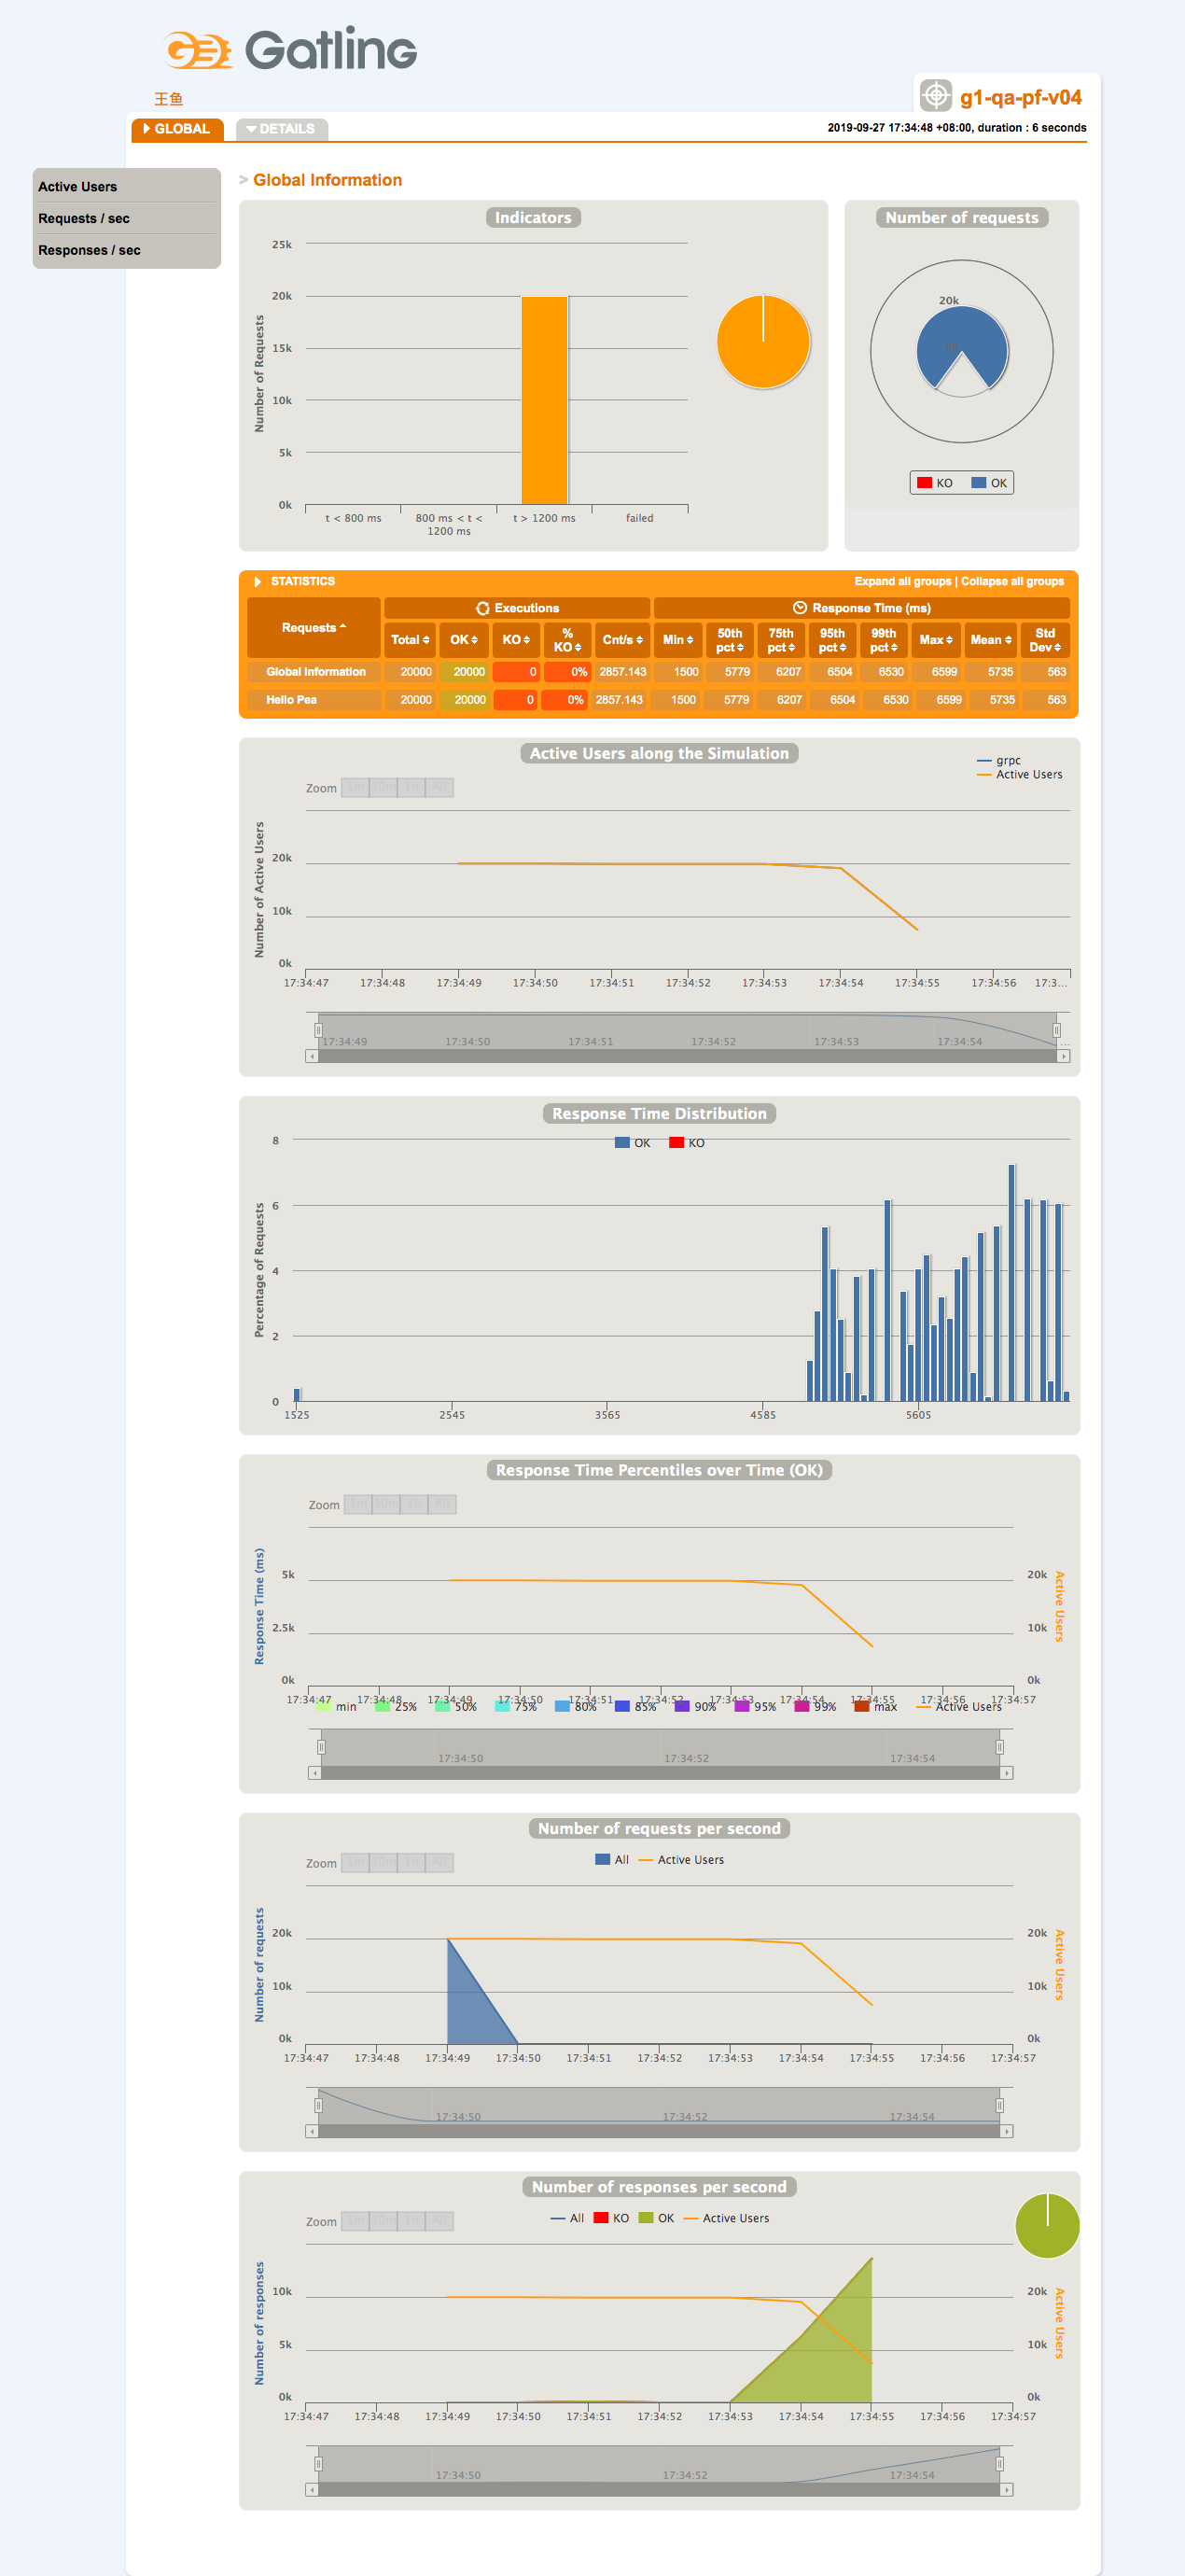 Gatling
王鱼
g1-qa-pf-v04
GLOBAL
DETAILS
2019-09-27 17:34:48 +08:00, duration : 6 seconds
Active Users
Requests / sec
Responses / sec
> Global Information
Indicators
25k
20k
15k
10k
5k
0k
Number of Requests
t < 800 ms
800 ms < t <
1200 ms
t > 1200 ms
failed
Number of requests
20k
0k
KO OK
STATISTICS
Expand all groups | Collapse all groups
Requests
Executions
Response Time (ms)
Total OK KO % KO Cnt/s Min 50th pct 75th pct 95th pct 99th pct Max Mean Std Dev
Global Information 20000 20000 0 0% 2857.143 1500 5779 6207 6504 6530 6599 5735 563
Hello Pea 20000 20000 0 0% 2857.143 1500 5779 6207 6504 6530 6599 5735 563
Active Users along the Simulation
grpc
Active Users
Zoom 1m 10m 1h All
Number of Active Users
20k
10k
0k
17:34:47 17:34:48 17:34:49 17:34:50 17:34:51 17:34:52 17:34:53 17:34:54 17:34:55 17:34:56 17:3...
17:34:49 17:34:50 17:34:51 17:34:52 17:34:53 17:34:54 ...
Response Time Distribution
OK KO
Percentage of Requests
8
6
4
2
0
1525 2545 3565 4585 5605
Response Time Percentiles over Time (OK)
Zoom 1m 10m 1h All
Response Time (ms)
5k
2.5k
0k
20k
10k
0k
Active Users
17:34:47 17:34:48 17:34:49 17:34:50 17:34:51 17:34:52 17:34:53 17:34:54 17:34:55 17:34:56 17:34:57
min 25% 50% 75% 80% 85% 90% 95% 99% max Active Users
17:34:50 17:34:52 17:34:54
Number of requests per second
Zoom 1m 10m 1h All
All Active Users
Number of requests
20k
10k
0k
20k
10k
0k
Active Users
17:34:47 17:34:48 17:34:49 17:34:50 17:34:51 17:34:52 17:34:53 17:34:54 17:34:55 17:34:56 17:34:57
17:34:50 17:34:52 17:34:54
Number of responses per second
Zoom 1m 10m 1h All
All KO OK Active Users
Number of responses
10k
5k
0k
20k
10k
0k
Active Users
17:34:47 17:34:48 17:34:49 17:34:50 17:34:51 17:34:52 17:34:53 17:34:54 17:34:55 17:34:56 17:34:57
17:34:50 17:34:52 17:34:54